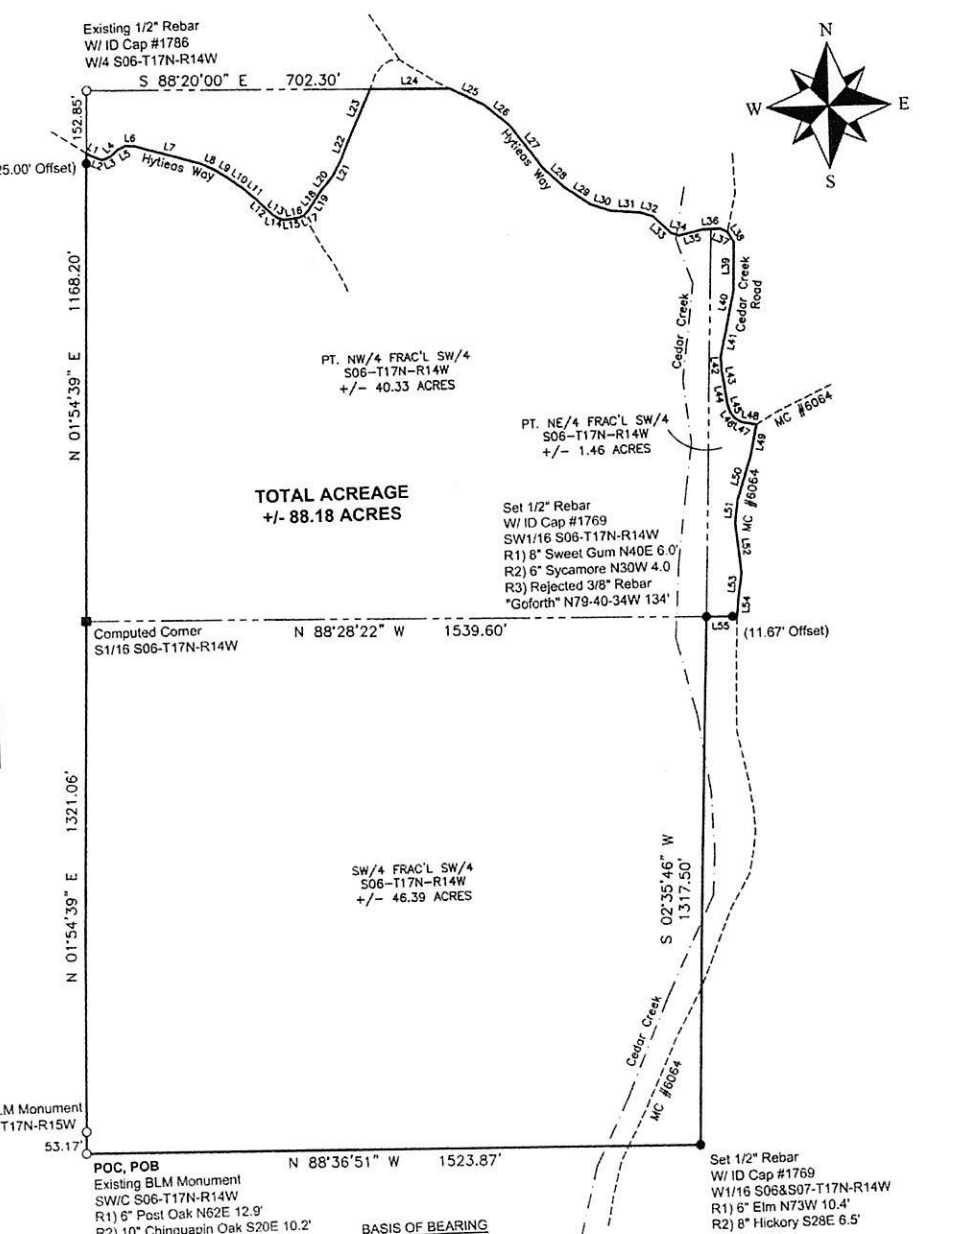 Existing 1/2" Rebar
W/ ID Cap #1786
W/4 S06-T17N-R14W
S 88°20'00" E 702.30'
N
W
E
S
152.85'
L1
L2
L3
L4
L5
L6
L7
L8
L9
L10
L11
L12
L13
L14
L15
L16
L17
L18
L19
L20
L21
L22
L23
L24
L25
L26
L27
L28
L29
L30
L31
L32
L33
L34
L35
L36
L37
L38
L39
L40
L41
L42
L43
L44
L45
L46
L47
L48
L49
L50
L51
L52
L53
L54
L55
Hytieas Way
Hytieas Way
25.00' Offset)
Cedar Creek
Cedar Creek
Road
MC #6064
MC #6064
N 01°54'39" E 1168.20'
PT. NW/4 FRAC'L SW/4
S06-T17N-R14W
+/- 40.33 ACRES
PT. NE/4 FRAC'L SW/4
S06-T17N-R14W
+/- 1.46 ACRES
TOTAL ACREAGE
+/- 88.18 ACRES
Set 1/2" Rebar
W/ ID Cap #1769
SW1/16 S06-T17N-R14W
R1) 8" Sweet Gum N40E 6.0'
R2) 6" Sycamore N30W 4.0
R3) Rejected 3/8" Rebar
"Goforth" N79-40-34W 134'
Computed Corner
S1/16 S06-T17N-R14W
N 88°28'22" W 1539.60'
(11.67' Offset)
N 01°54'39" E 1321.06'
SW/4 FRAC'L SW/4
S06-T17N-R14W
+/- 46.39 ACRES
S 02°35'46" W
1317.50'
Cedar Creek
MC #6064
LM Monument
T17N-R15W
53.17'
POC, POB
Existing BLM Monument
SW/C S06-T17N-R14W
R1) 6" Post Oak N62E 12.9'
R2) 10" Chinquapin Oak S20E 10.2'
N 88°36'51" W 1523.87'
BASIS OF BEARING
Set 1/2" Rebar
W/ ID Cap #1769
W1/16 S06&S07-T17N-R14W
R1) 6" Elm N73W 10.4'
R2) 8" Hickory S28E 6.5'